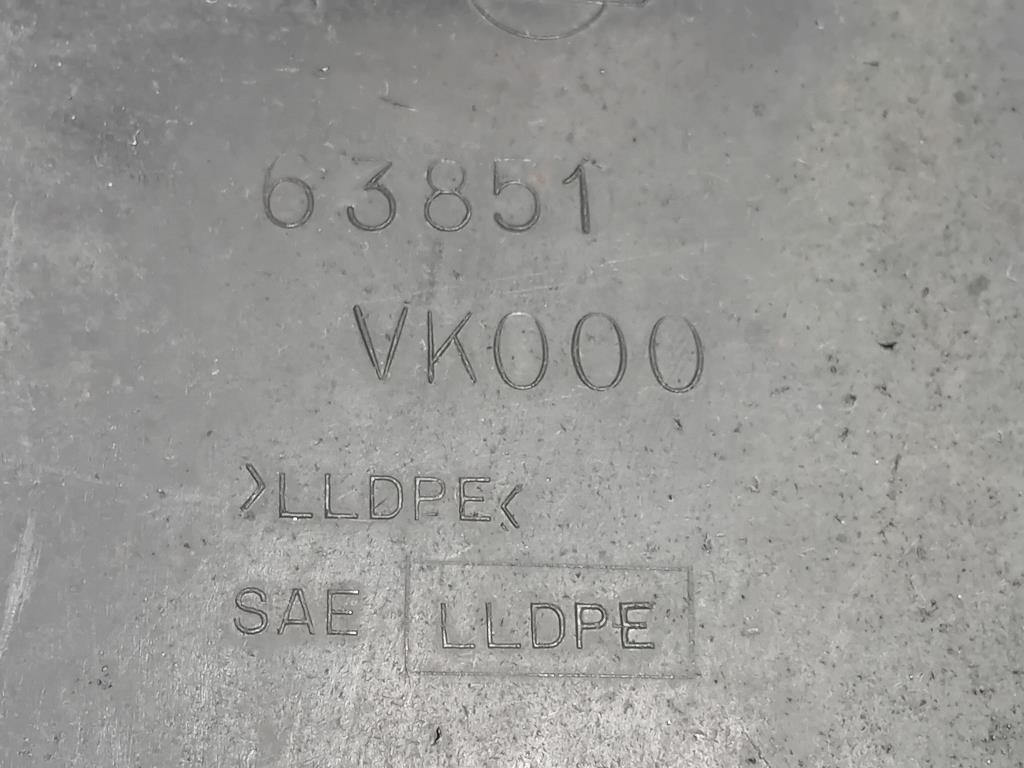 63851
VK000
>LLDPE<
SAE LLDPE